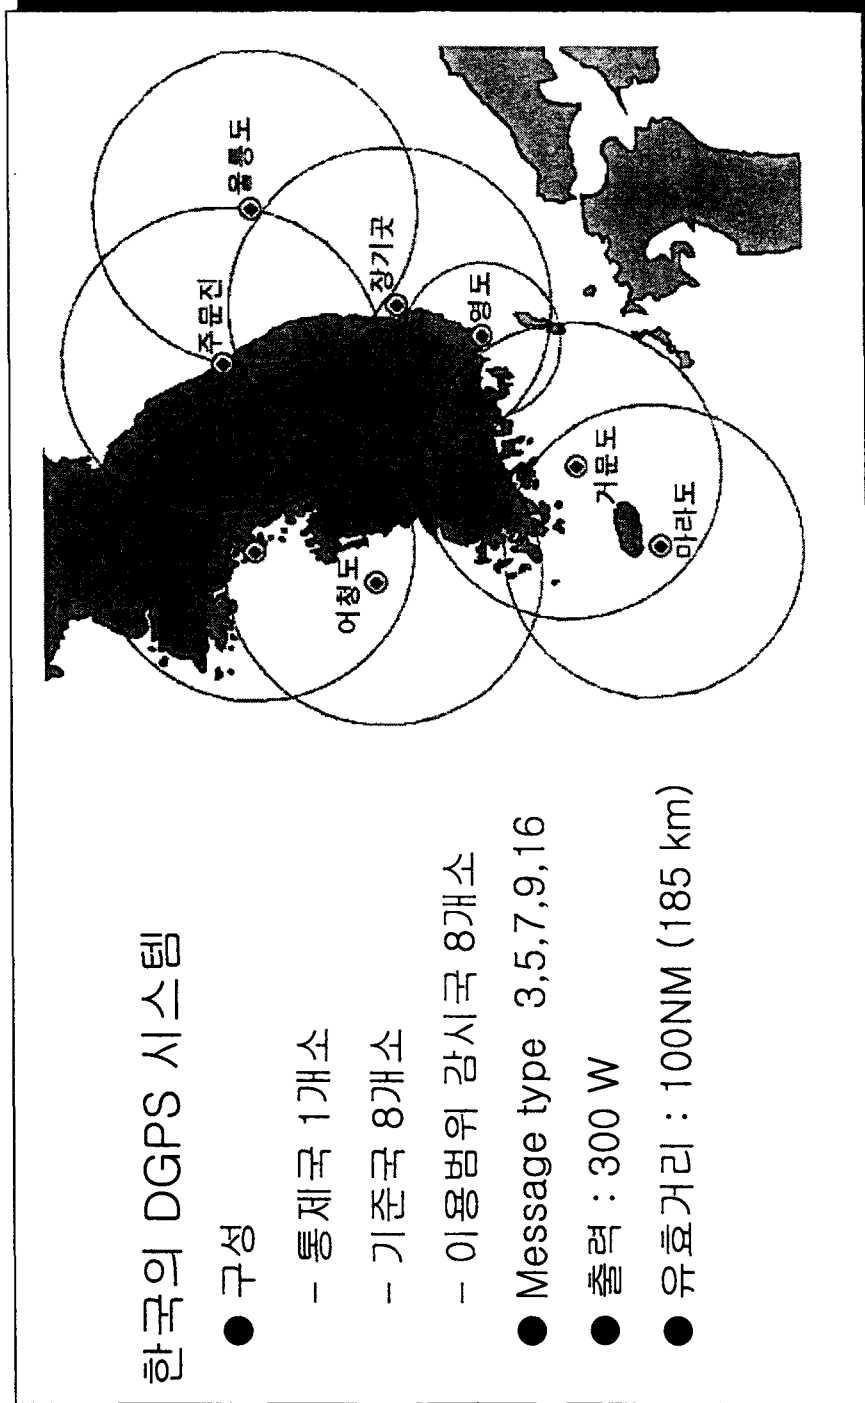 한국의 DGPS 시스템
● 구성
- 통제국 1개소
- 기준국 8개소
- 이용범위 감시국 8개소
● Message type 3,5,7,9,16
● 출력 : 300 W
● 유효거리 : 100NM (185 km)
주문진
울릉도
어청도
장기곶
영도
거문도
마라도